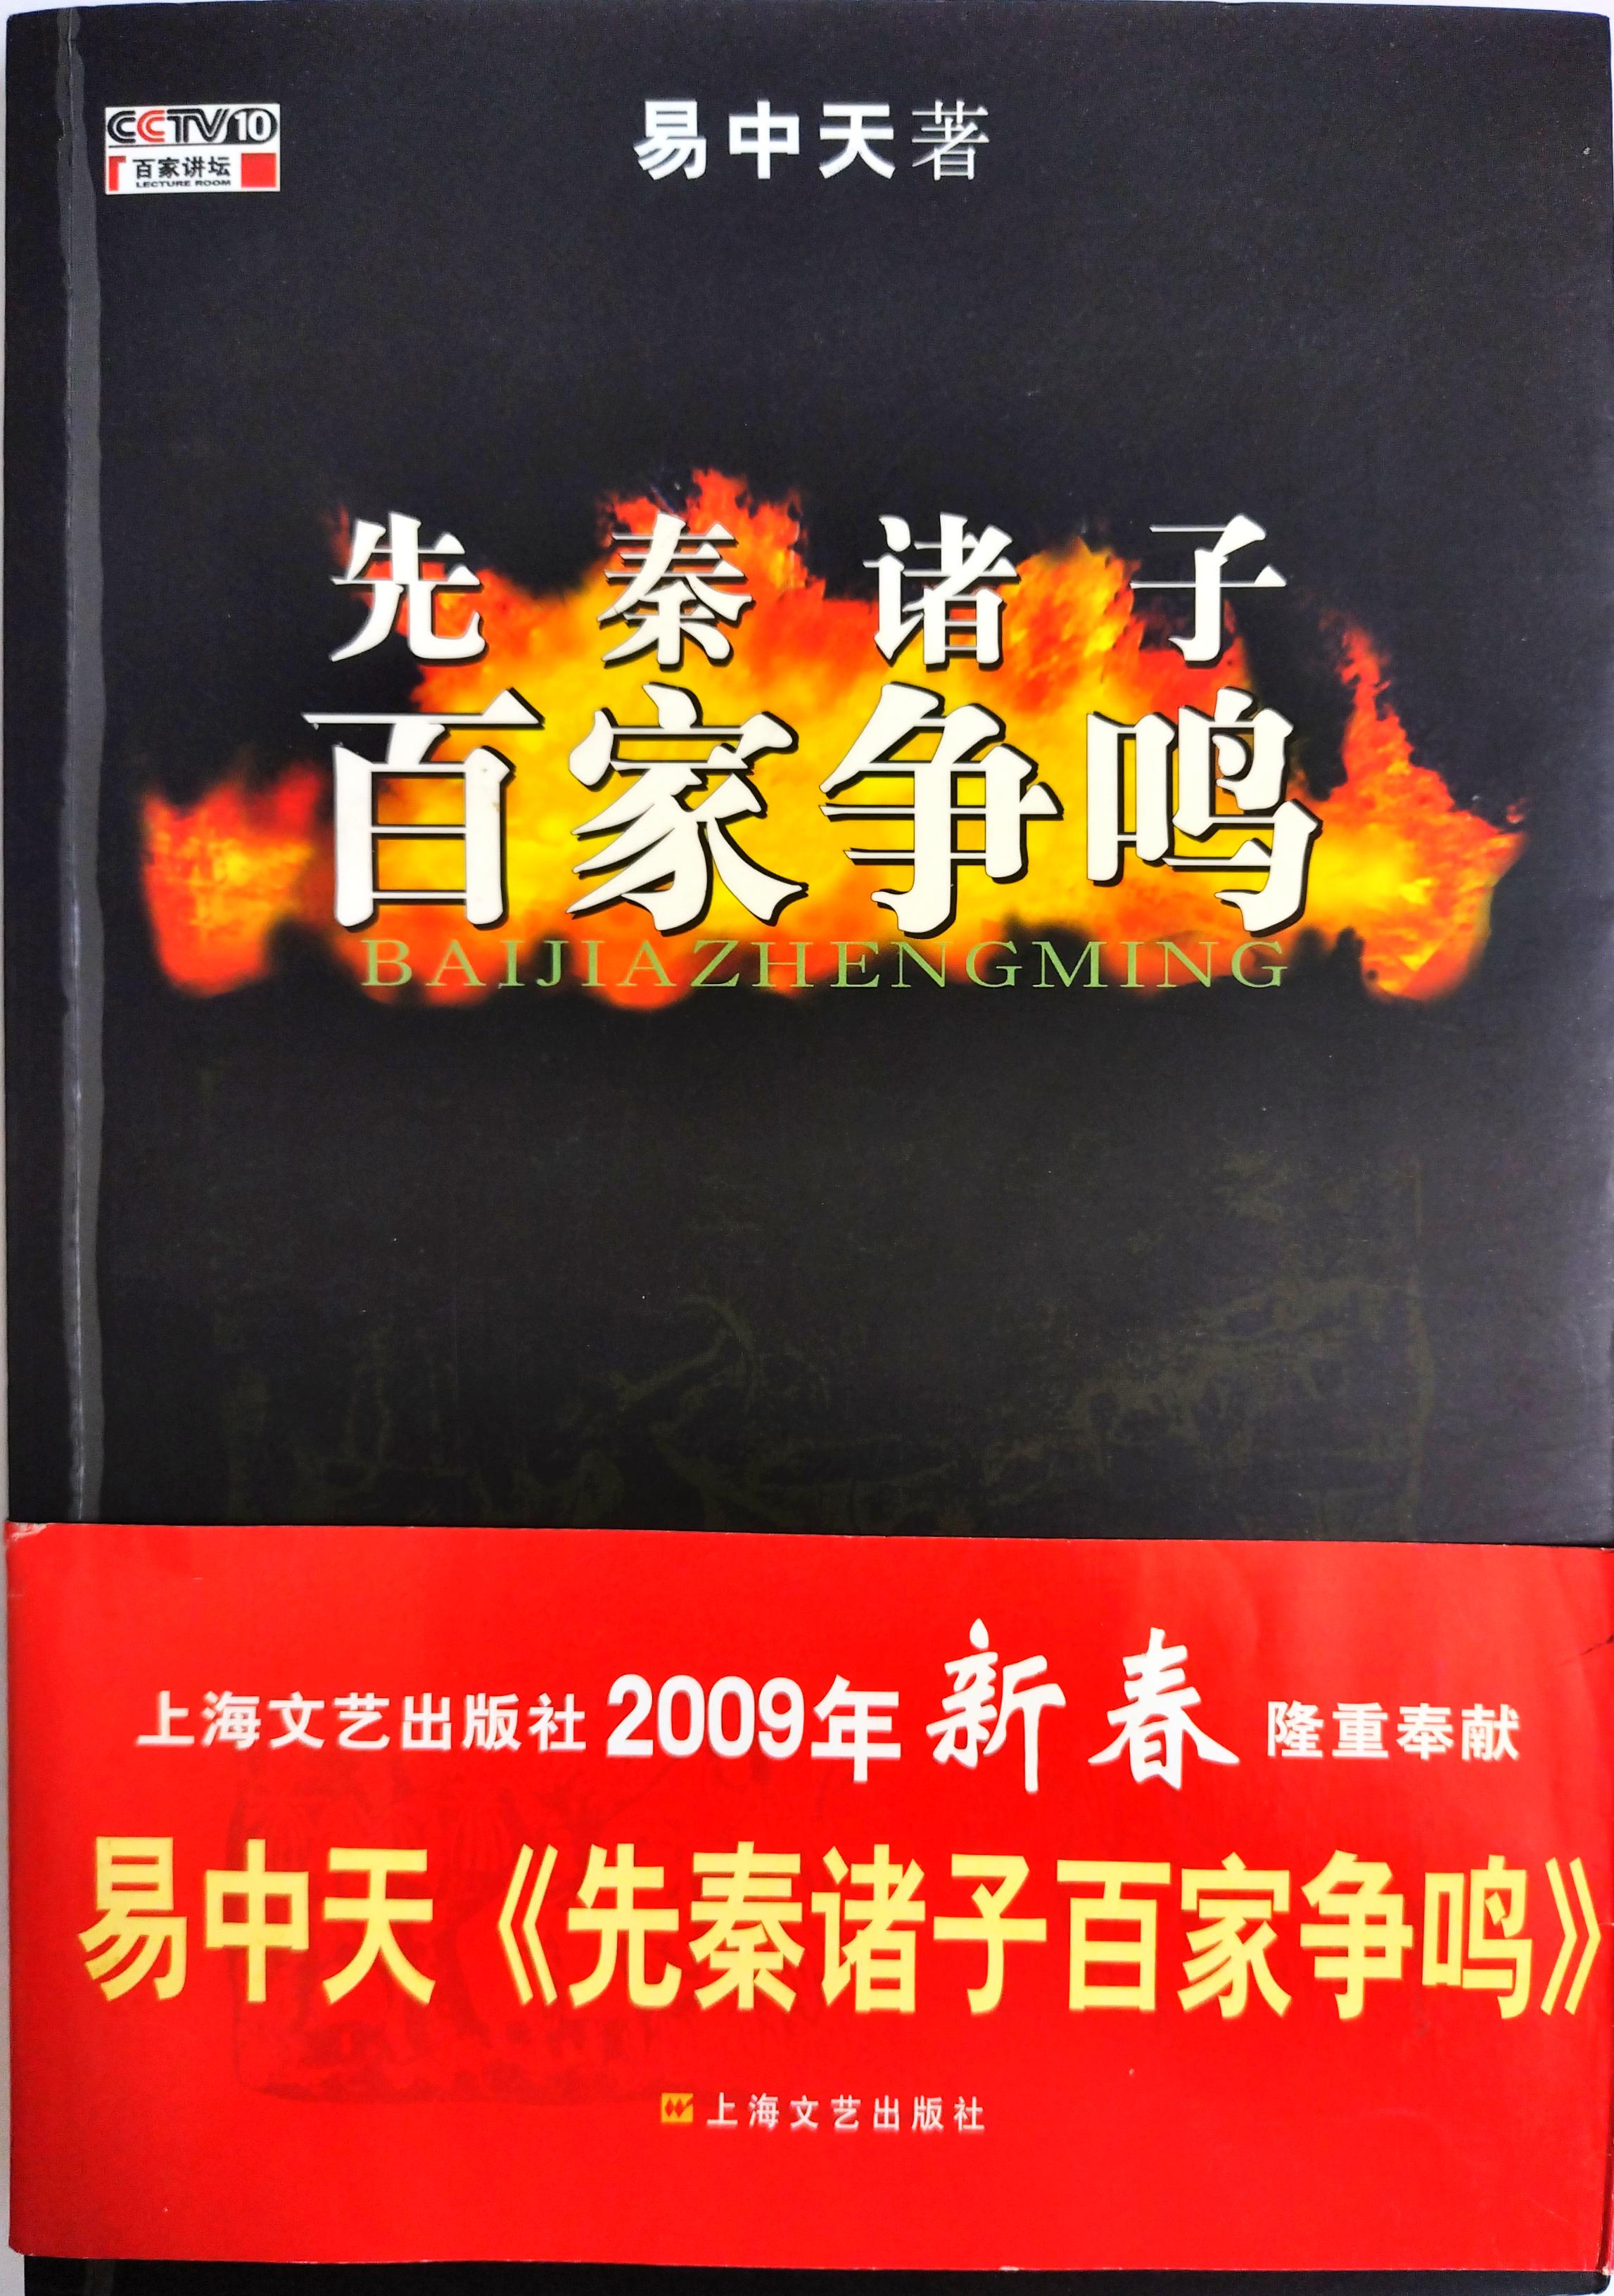 CCTV10
百家讲坛
LECTURE ROOM
易中天著
先秦诸子
百家争鸣
BAIJIAZHENGMING
上海文艺出版社2009年新春隆重奉献
易中天《先秦诸子百家争鸣》
上海文艺出版社